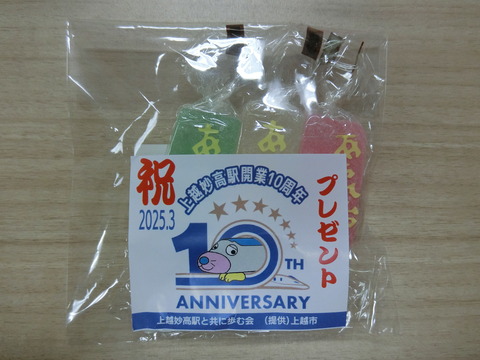 祝
2025.3
上越妙高駅開業10周年
プレゼント
10TH
ANNIVERSARY
上越妙高駅と共に歩む会 （提供）上越市